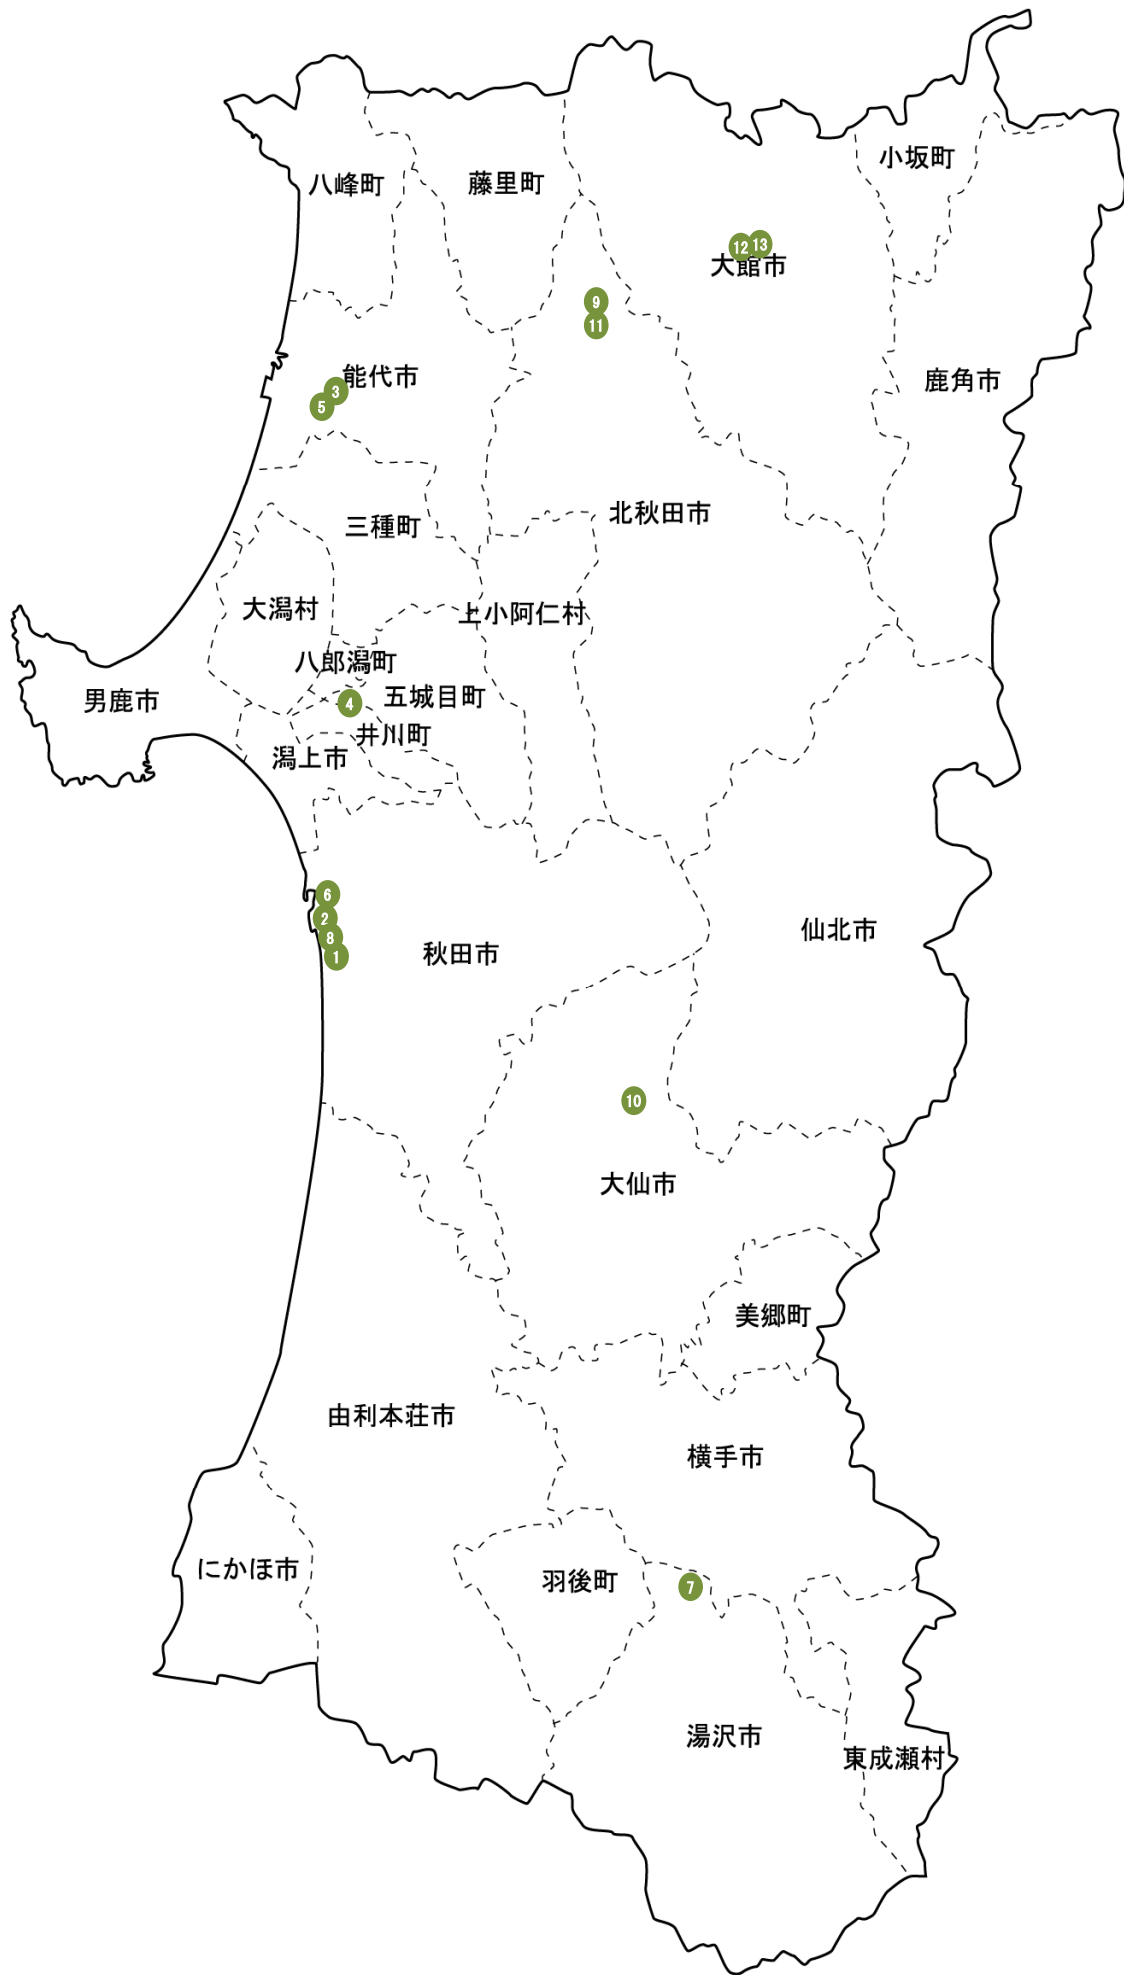 小坂町
八峰町
藤里町
12
13
大館市
9
11
能代市
3
5
鹿角市
北秋田市
三種町
大潟村
上小阿仁村
八郎潟町
男鹿市
4
五城目町
井川町
潟上市
6
2
8
1
秋田市
仙北市
10
大仙市
美郷町
由利本荘市
横手市
にかほ市
羽後町
7
湯沢市
東成瀬村